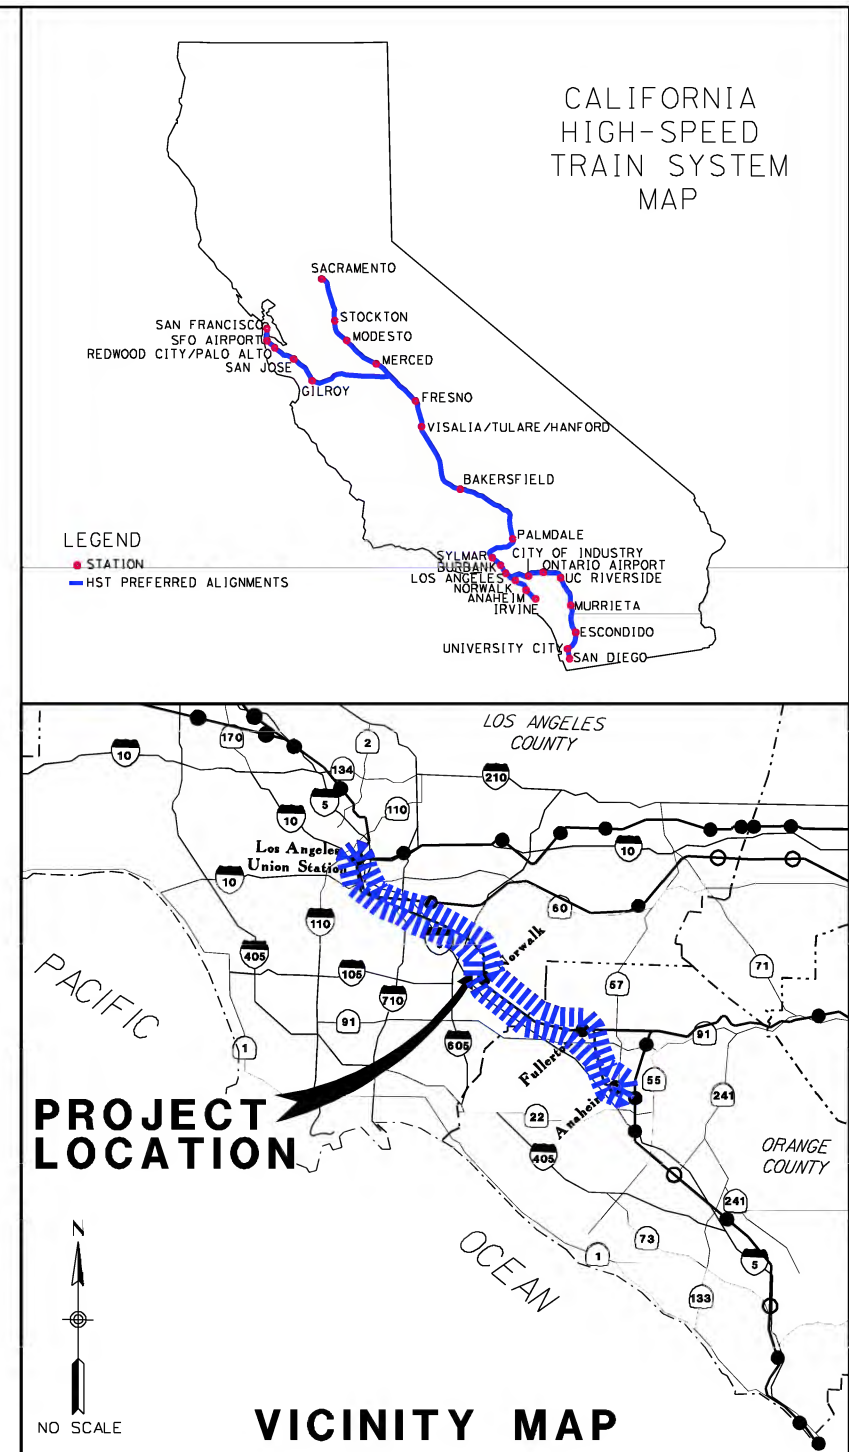 CALIFORNIA
HIGH-SPEED
TRAIN SYSTEM
MAP
SACRAMENTO
STOCKTON
MODESTO
MERCED
SAN FRANCISCO
SFO AIRPORT
REDWOOD CITY/PALO ALTO
SAN JOSE
GILROY
FRESNO
VISALIA/TULARE/HANFORD
BAKERSFIELD
PALMDALE
SYLMAR
CITY OF INDUSTRY
BURBANK
ONTARIO AIRPORT
LOS ANGELES
UC RIVERSIDE
NORWALK
ANAHEIM
IRVINE
MURRIETA
ESCONDIDO
UNIVERSITY CITY
SAN DIEGO
LEGEND
STATION
HST PREFERRED ALIGNMENTS
LOS ANGELES
COUNTY
170
2
10
134
210
5
110
10
Los Angeles
Union Station
10
10
60
110
Norwalk
405
105
71
57
710
PACIFIC
91
91
1
605
Fullerton
55
241
PROJECT
LOCATION
22
Anaheim
405
ORANGE
COUNTY
241
N
73
OCEAN
1
5
133
NO SCALE
VICINITY MAP